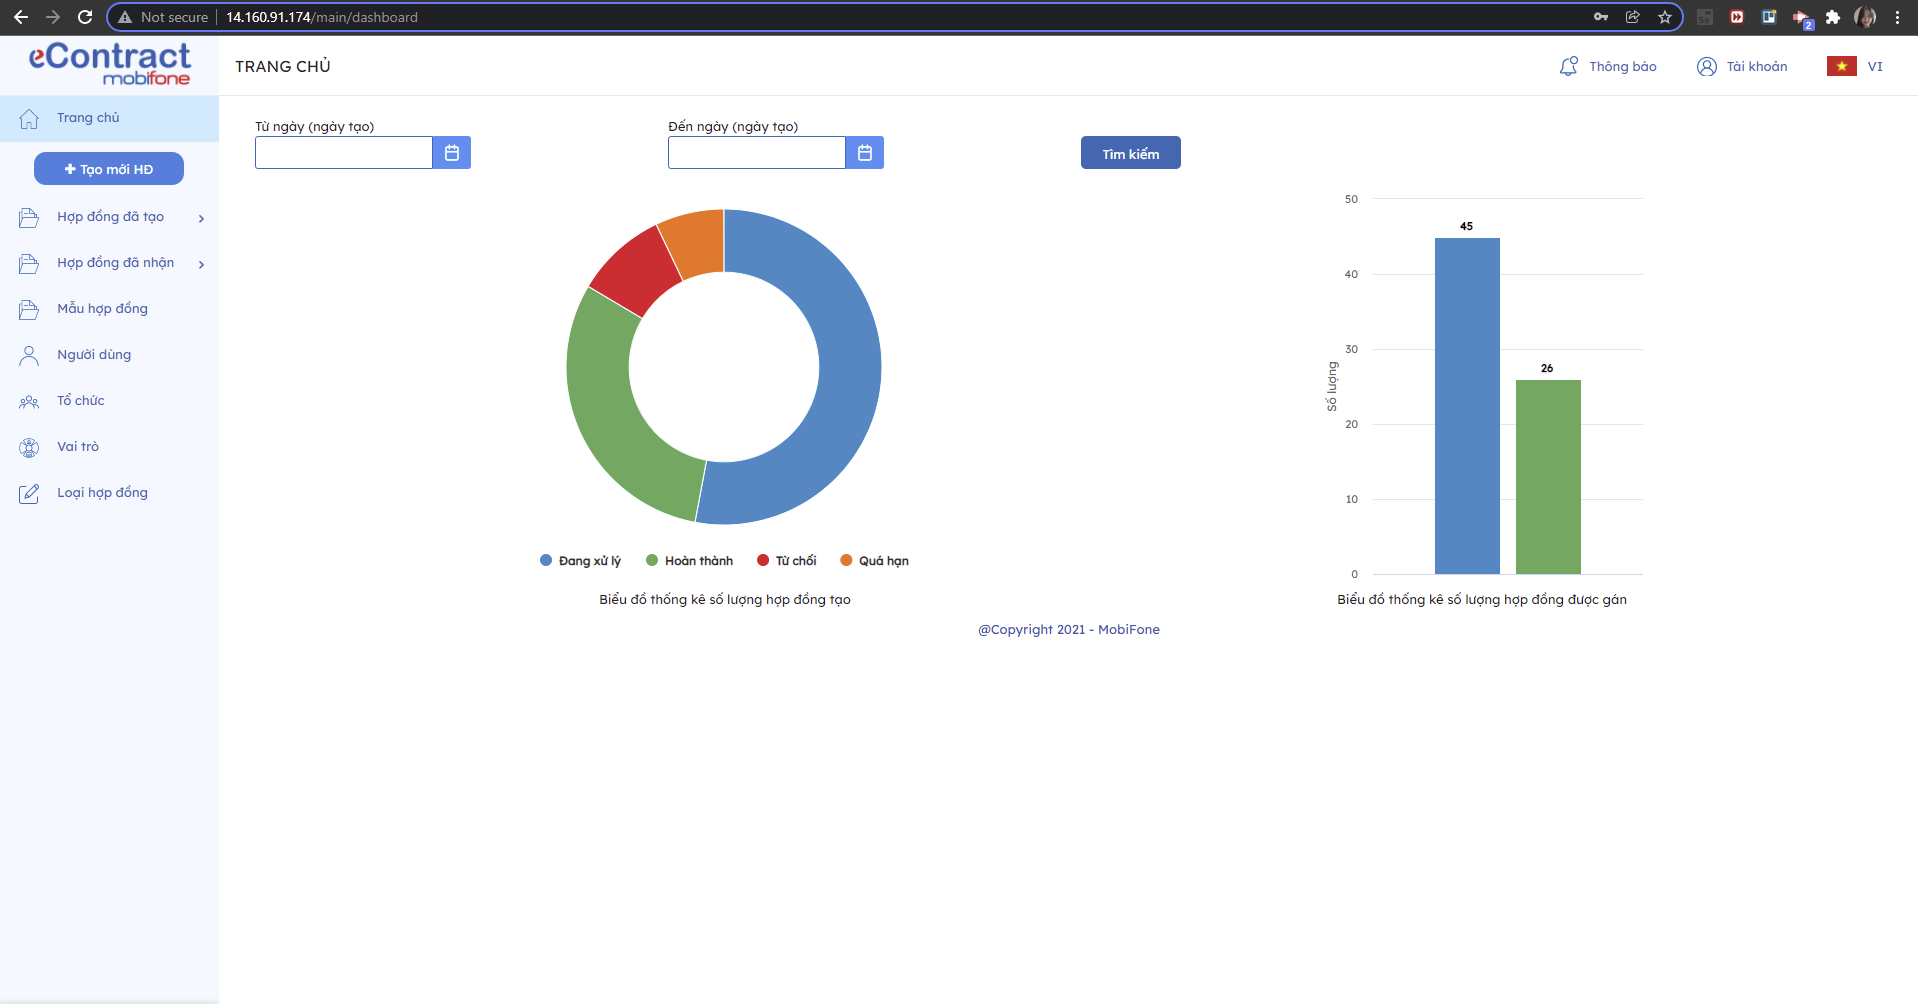 Not secure 14.160.91.174/main/dashboard
2
eContract
mobifone
TRANG CHỦ
Thông báo
Tài khoản
VI
Trang chủ
Tạo mới HĐ
Hợp đồng đã tạo
Hợp đồng đã nhận
Mẫu hợp đồng
Người dùng
Tổ chức
Vai trò
Loại hợp đồng
Từ ngày (ngày tạo)
Đến ngày (ngày tạo)
Tìm kiếm
Đang xử lý
Hoàn thành
Từ chối
Quá hạn
Biểu đồ thống kê số lượng hợp đồng tạo
50
40
30
20
10
0
Số lượng
45
26
Biểu đồ thống kê số lượng hợp đồng được gán
@Copyright 2021 - MobiFone